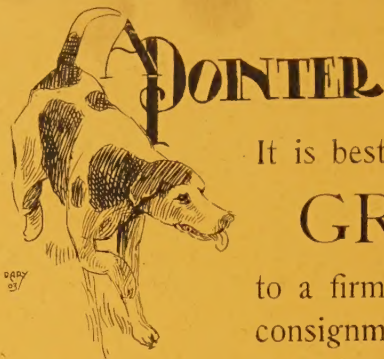 A POINTER
It is best
GR
to a firm
consignm
DARY
03